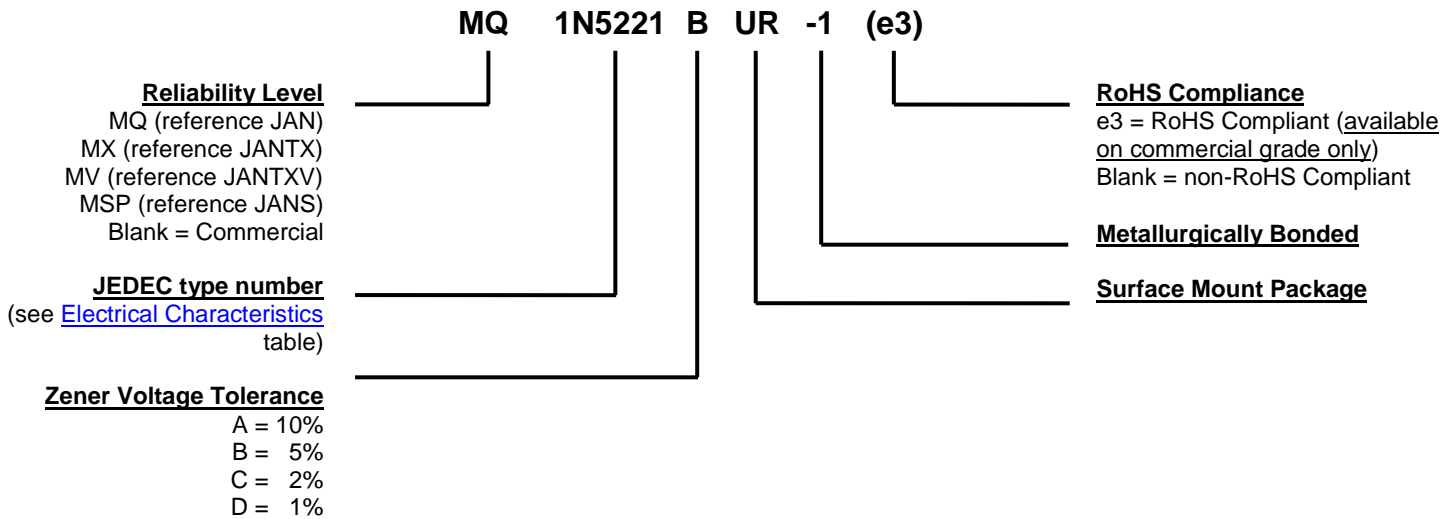 MQ 1N5221 B UR -1 (e3)
Reliability Level
MQ (reference JAN)
MX (reference JANTX)
MV (reference JANTXV)
MSP (reference JANS)
Blank = Commercial
JEDEC type number
(see Electrical Characteristics
table)
Zener Voltage Tolerance
A = 10%
B = 5%
C = 2%
D = 1%
RoHS Compliance
e3 = RoHS Compliant (available
on commercial grade only)
Blank = non-RoHS Compliant
Metallurgically Bonded
Surface Mount Package